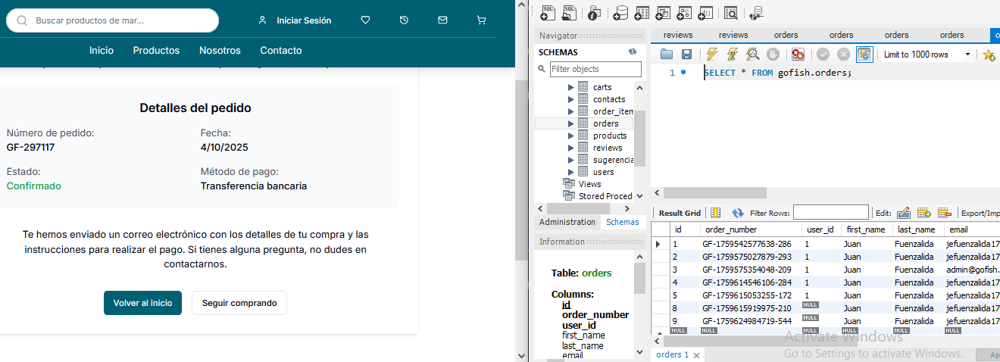 Buscar productos de mar...
Iniciar Sesión
Inicio Productos Nosotros Contacto
Detalles del pedido
Número de pedido:
GF-297117
Fecha:
4/10/2025
Estado:
Confirmado
Método de pago:
Transferencia bancaria
Te hemos enviado un correo electrónico con los detalles de tu compra y las
instrucciones para realizar el pago. Si tienes alguna pregunta, no dudes en
contactarnos.
Volver al inicio Seguir comprando
Navigator
SCHEMAS
Filter objects
carts
contacts
order_item
orders
products
reviews
sugerencia
users
Views
Stored Proced
Administration Schemas
Information
Table: orders
Columns:
id
order_number
user_id
first_name
last_name
email
reviews reviews orders orders orders orders
Limit to 1000 rows
1 SELECT * FROM gofish.orders;
Result Grid Filter Rows: Edit: Export/Imp
id order_number user_id first_name last_name email
1 GF-1759542577638-286 1 Juan Fuenzalida jefuenzalida17
2 GF-1759575027879-293 1 Juan Fuenzalida jefuenzalida17
3 GF-1759575354048-209 1 Juan Fuenzalida admin@gofish.
4 GF-1759614546106-284 1 Juan Fuenzalida jefuenzalida17
5 GF-1759615053255-172 1 Juan Fuenzalida jefuenzalida17
8 GF-1759615919975-210 NULL Juan Fuenzalida jefuenzalida17
9 GF-1759624984719-544 NULL Juan Fuenzalida jefuenzalida17
NULL NULL NULL NULL NULL NULL
Activate Windows
Go to Settings to activate Windows.
orders 1
Ap